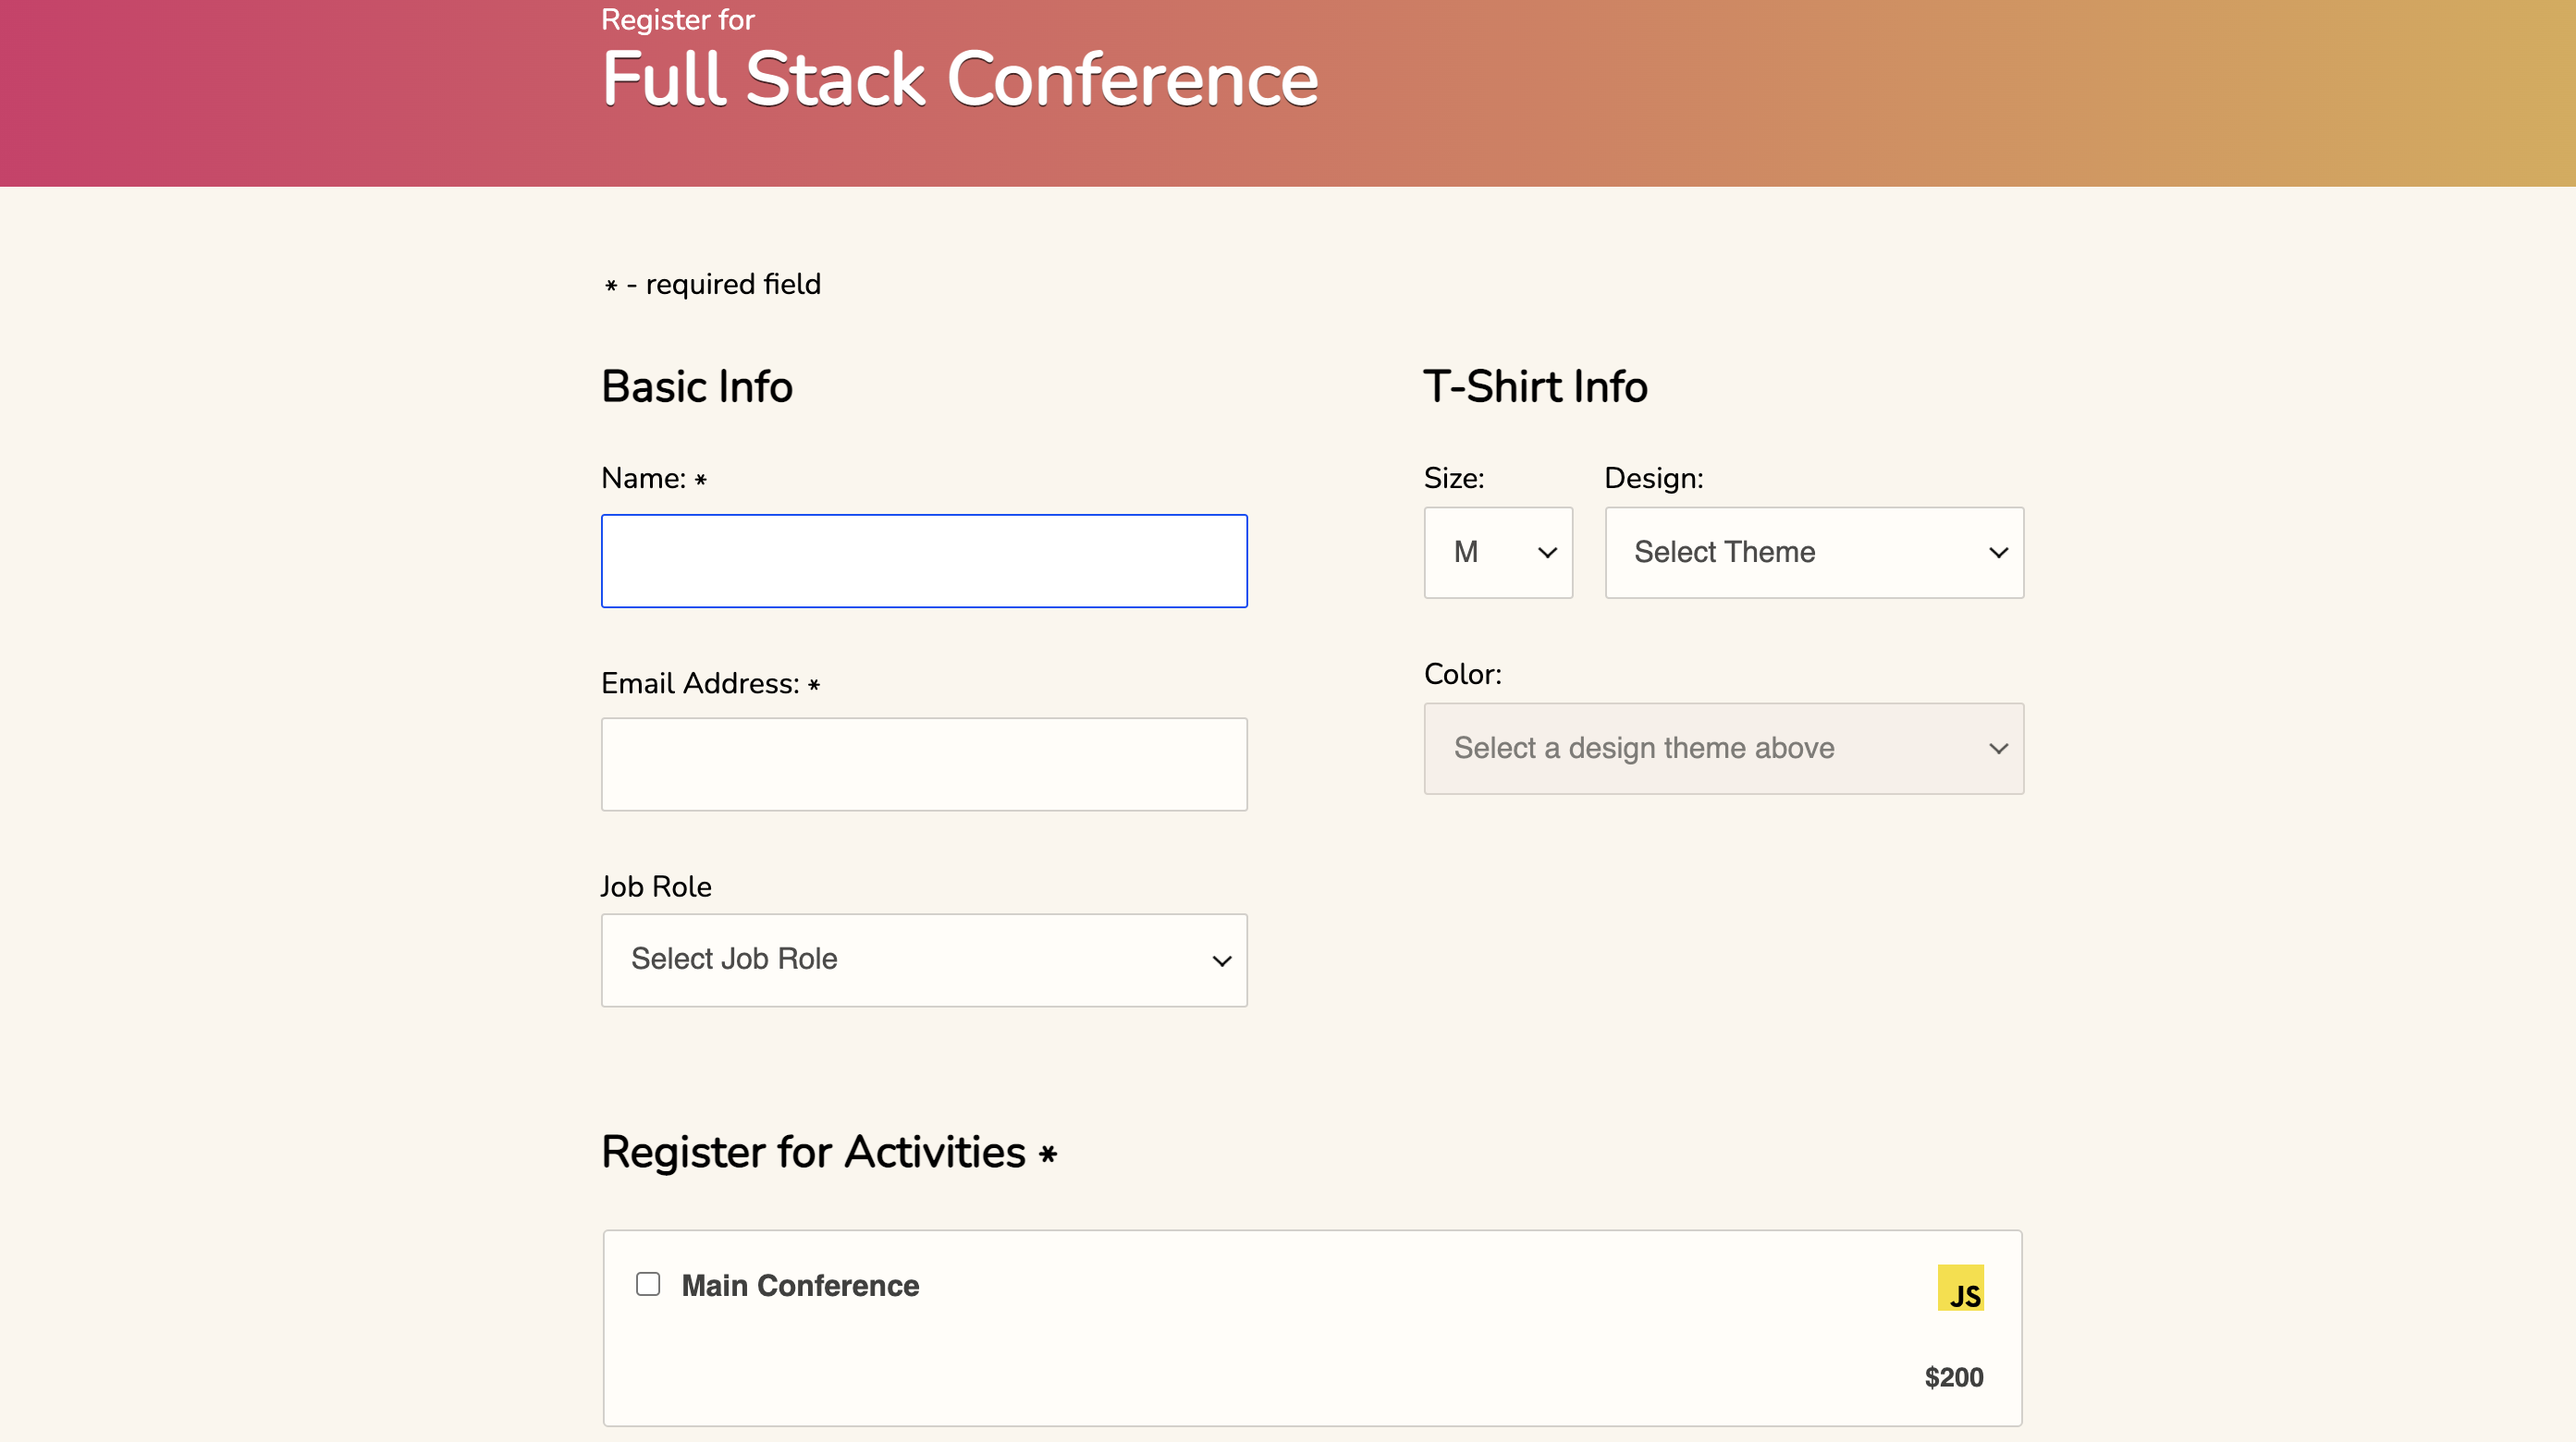 Register for
Full Stack Conference
* - required field
Basic Info
Name: *
Email Address: *
Job Role
Select Job Role
T-Shirt Info
Size:
M
Design:
Select Theme
Color:
Select a design theme above
Register for Activities *
Main Conference
JS
$200